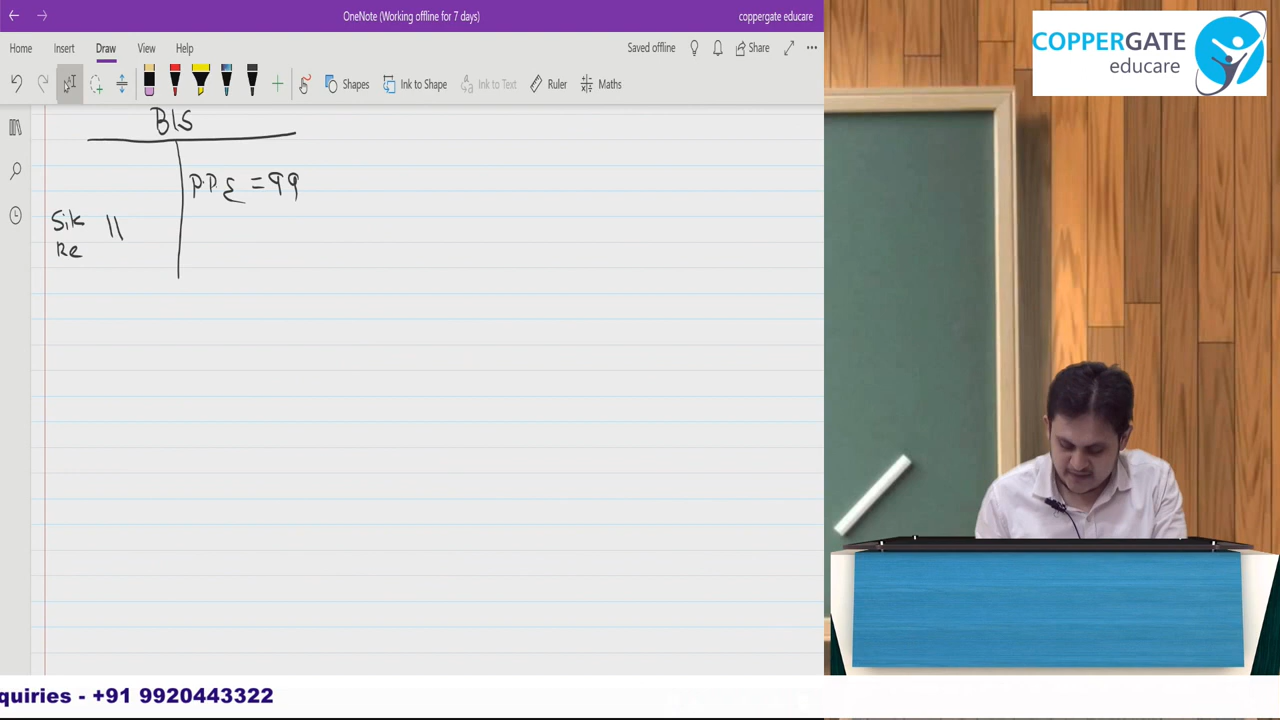 OneNote (Working offline for 7 days)
coppergate educare
Home Insert Draw View Help
Saved offline Share
Shapes Ink to Shape Ink to Text Ruler Maths
B/S
P.P.E = 99
11
Re
COPPERGATE
educare
quiries - +91 9920443322